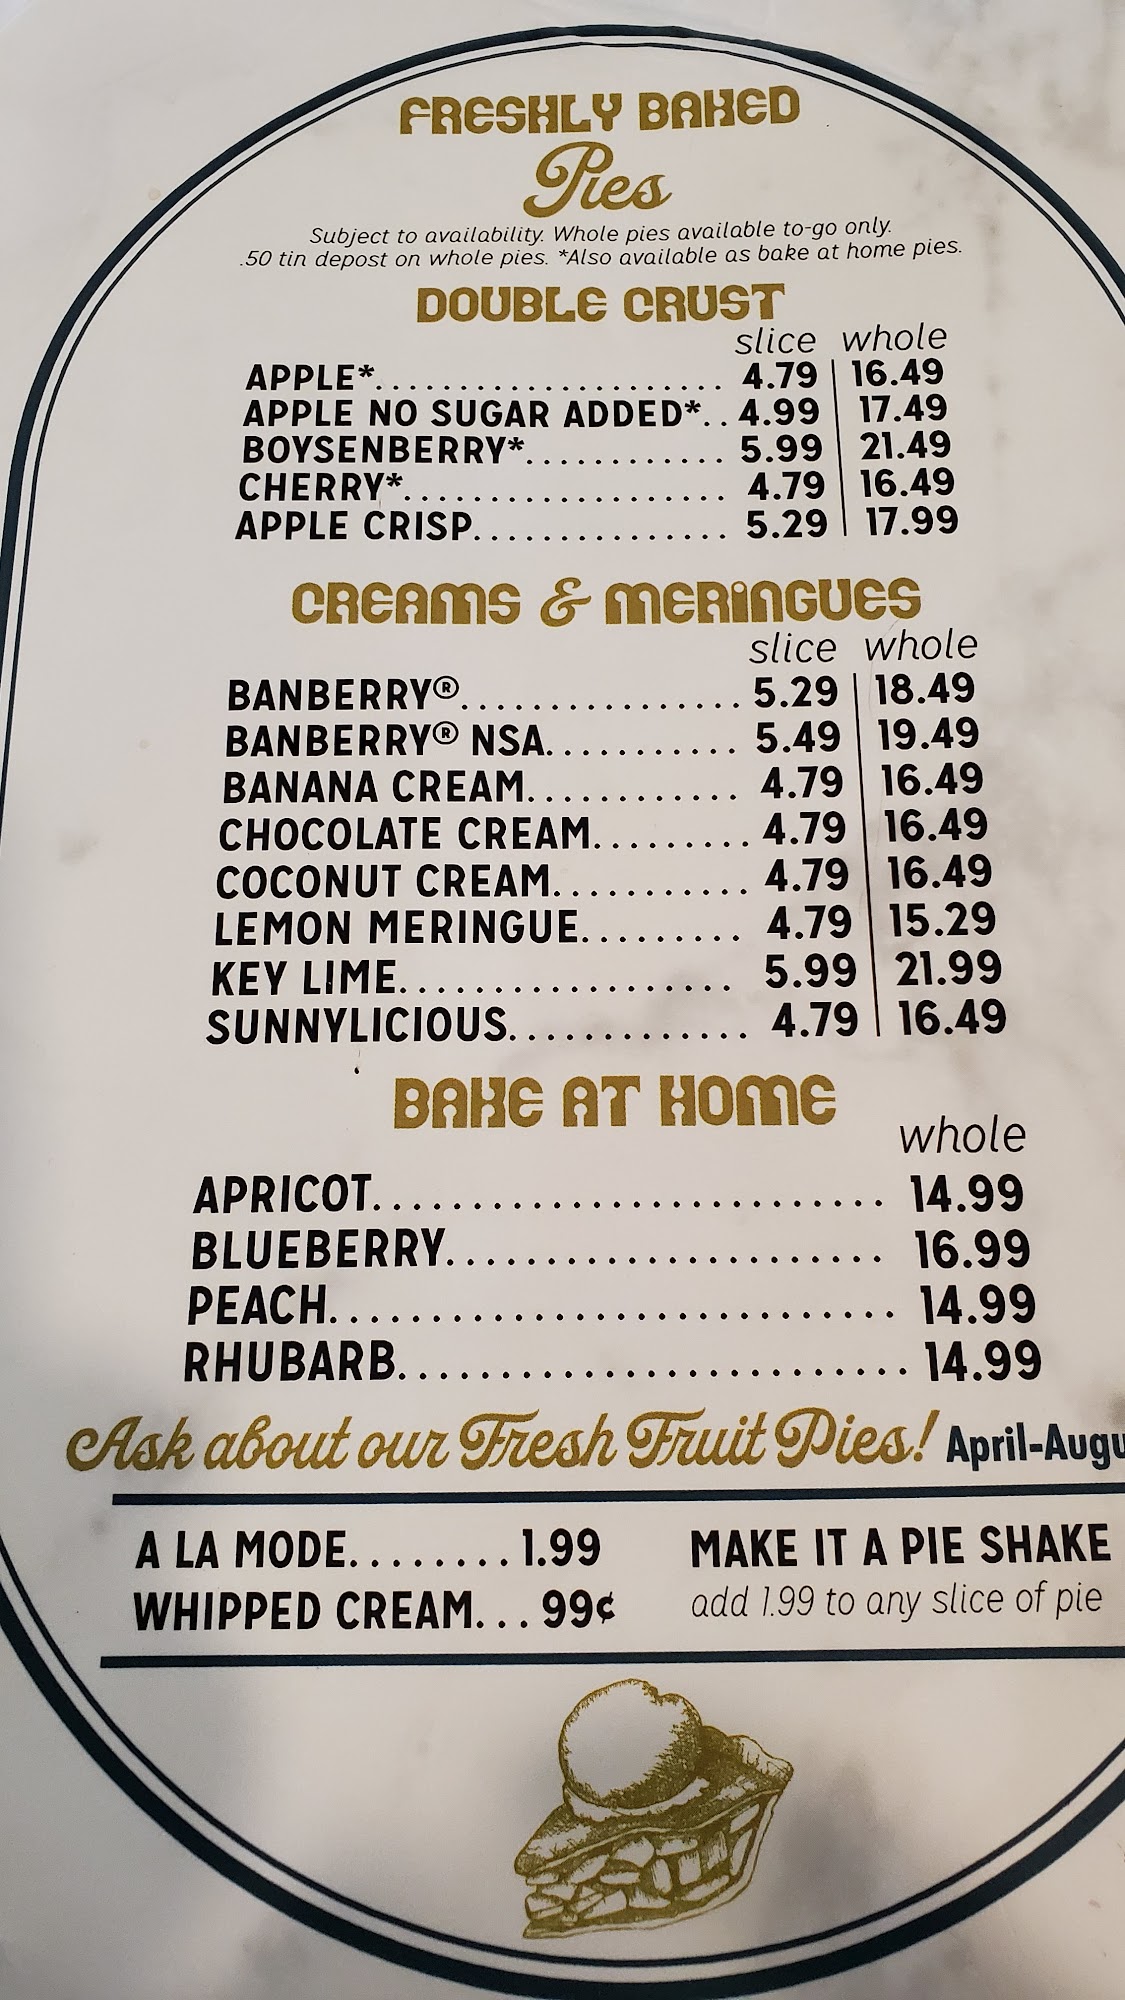 FRESHLY BAKED
Pies
Subject to availability. Whole pies available to-go only.
.50 tin depost on whole pies. *Also available as bake at home pies.
DOUBLE CRUST
slice whole
APPLE*...................... 4.79 | 16.49
APPLE NO SUGAR ADDED*.. 4.99 | 17.49
BOYSENBERRY*............. 5.99 | 21.49
CHERRY*..................... 4.79 | 16.49
APPLE CRISP................ 5.29 | 17.99
CREAMS & MERINGUES
slice whole
BANBERRY®................ 5.29 | 18.49
BANBERRY® NSA........... 5.49 | 19.49
BANANA CREAM............ 4.79 | 16.49
CHOCOLATE CREAM......... 4.79 | 16.49
COCONUT CREAM........... 4.79 | 16.49
LEMON MERINGUE......... 4.79 | 15.29
KEY LIME.................. 5.99 | 21.99
SUNNYLICIOUS............. 4.79 | 16.49
BAKE AT HOME
whole
APRICOT......................... 14.99
BLUEBERRY..................... 16.99
PEACH........................... 14.99
RHUBARB........................ 14.99
Ask about our Fresh Fruit Pies! April-Augu
A LA MODE........ 1.99
WHIPPED CREAM... 99¢
MAKE IT A PIE SHAKE
add 1.99 to any slice of pie